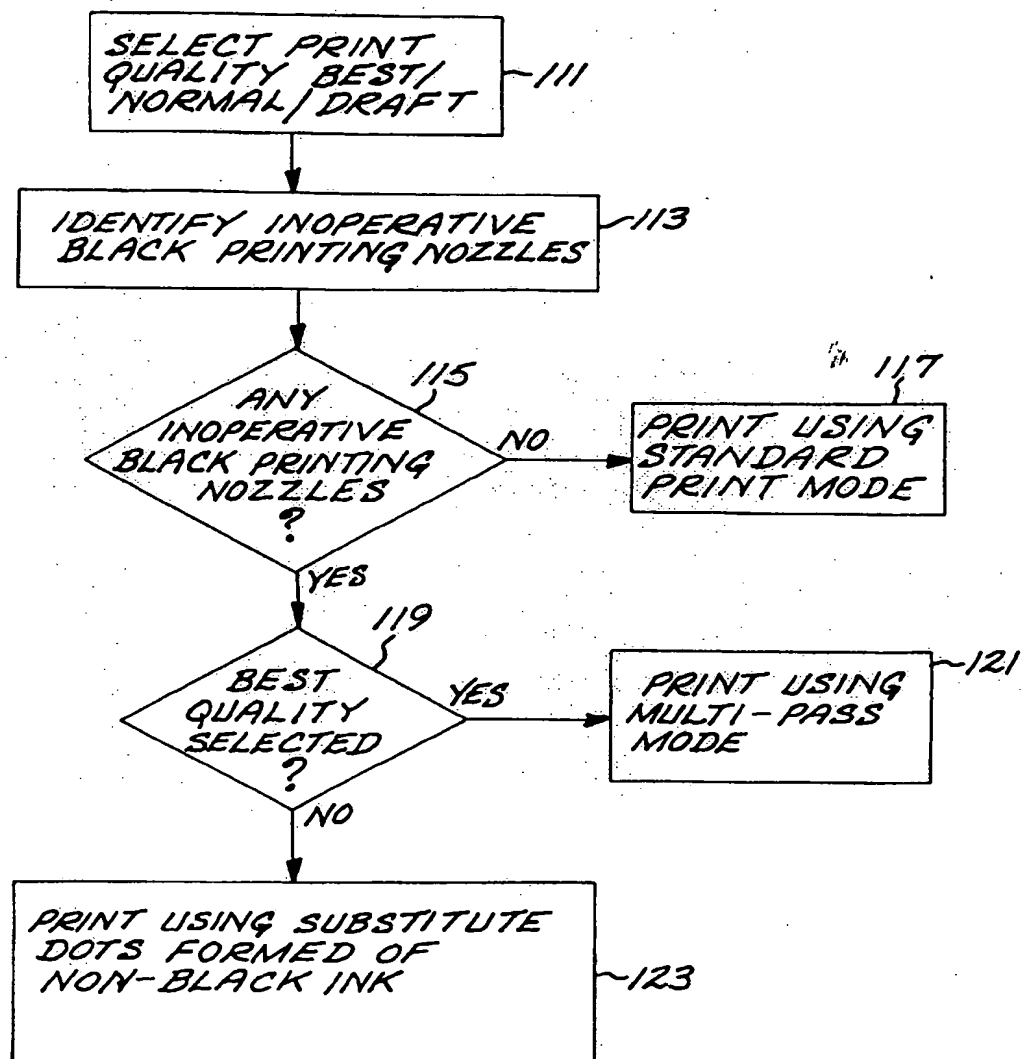 SELECT PRINT
QUALITY BEST/
NORMAL/DRAFT
111
IDENTIFY INOPERATIVE
BLACK PRINTING NOZZLES
113
115
ANY
INOPERATIVE
BLACK PRINTING
NOZZLES
?
NO
117
PRINT USING
STANDARD
PRINT MODE
YES
119
BEST
QUALITY
SELECTED
?
YES
121
PRINT USING
MULTI-PASS
MODE
NO
PRINT USING SUBSTITUTE
DOTS FORMED OF
NON-BLACK INK
123